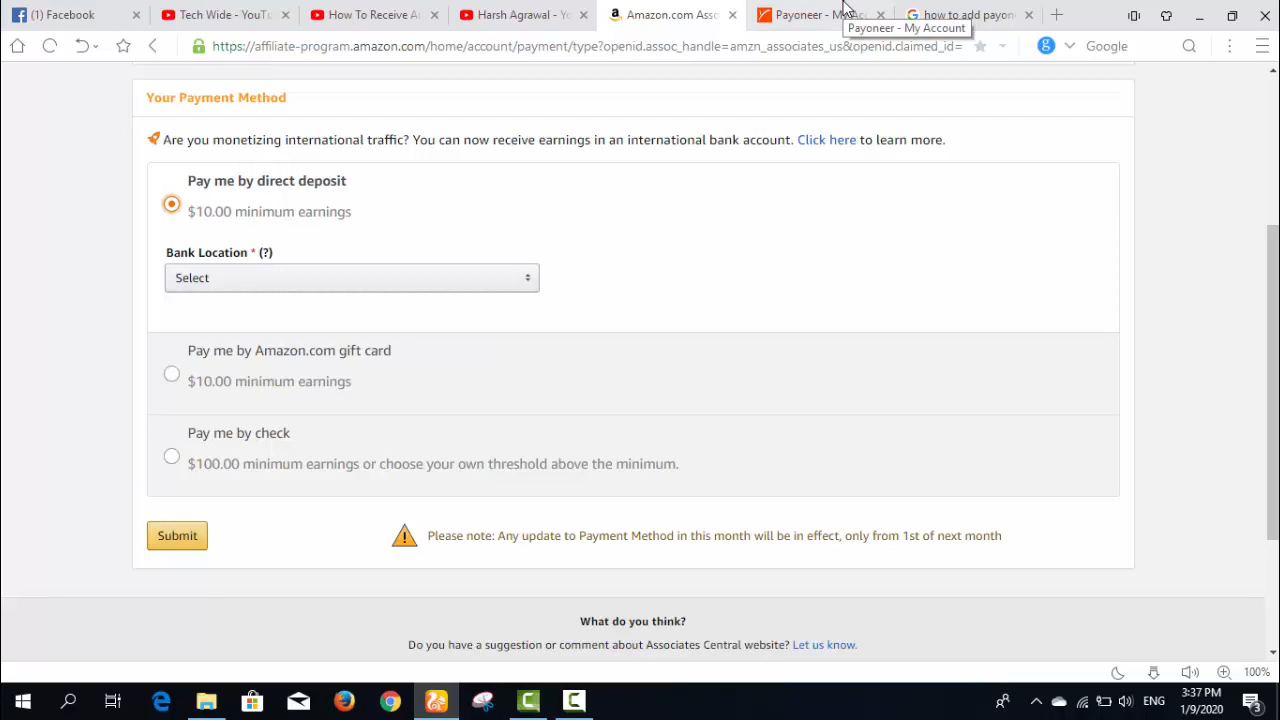 (1) Facebook
Tech Wide - YouTu
How To Receive A
Harsh Agrawal - Y
Amazon.com Asso
Payoneer - My Ac
how to add payon
Payoneer - My Account
https://affiliate-program.amazon.com/home/account/payment/type?openid.assoc_handle=amzn_associates_us&openid.claimed_id=
Google
Your Payment Method
Are you monetizing international traffic? You can now receive earnings in an international bank account. Click here to learn more.
Pay me by direct deposit
$10.00 minimum earnings
Bank Location * (?)
Select
Pay me by Amazon.com gift card
$10.00 minimum earnings
Pay me by check
$100.00 minimum earnings or choose your own threshold above the minimum.
Submit
Please note: Any update to Payment Method in this month will be in effect, only from 1st of next month
What do you think?
Do you have a suggestion or comment about Associates Central website? Let us know.
100%
ENG
3:37 PM
1/9/2020
3